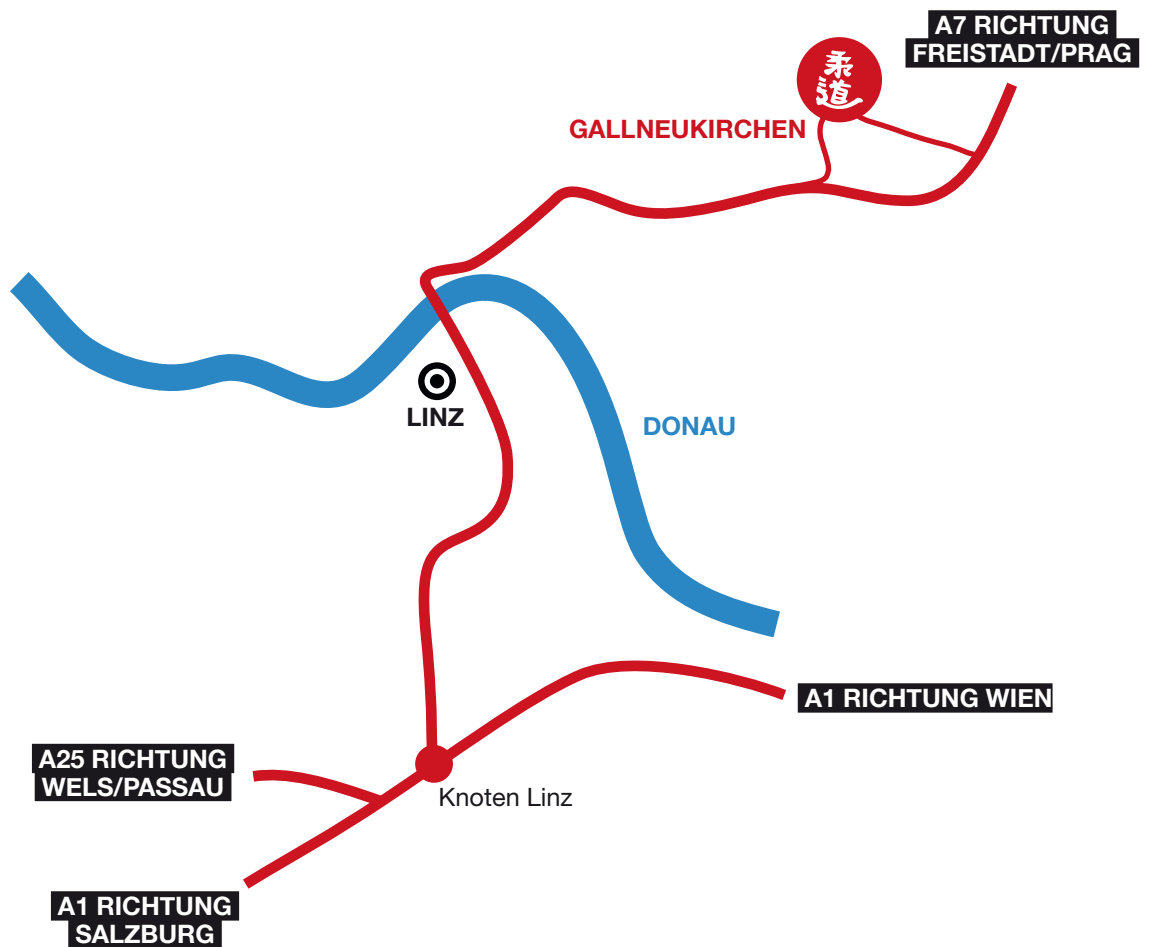 A7 RICHTUNG
FREISTADT/PRAG
柔
道
GALLNEUKIRCHEN
LINZ
DONAU
A1 RICHTUNG WIEN
A25 RICHTUNG
WELS/PASSAU
Knoten Linz
A1 RICHTUNG
SALZBURG